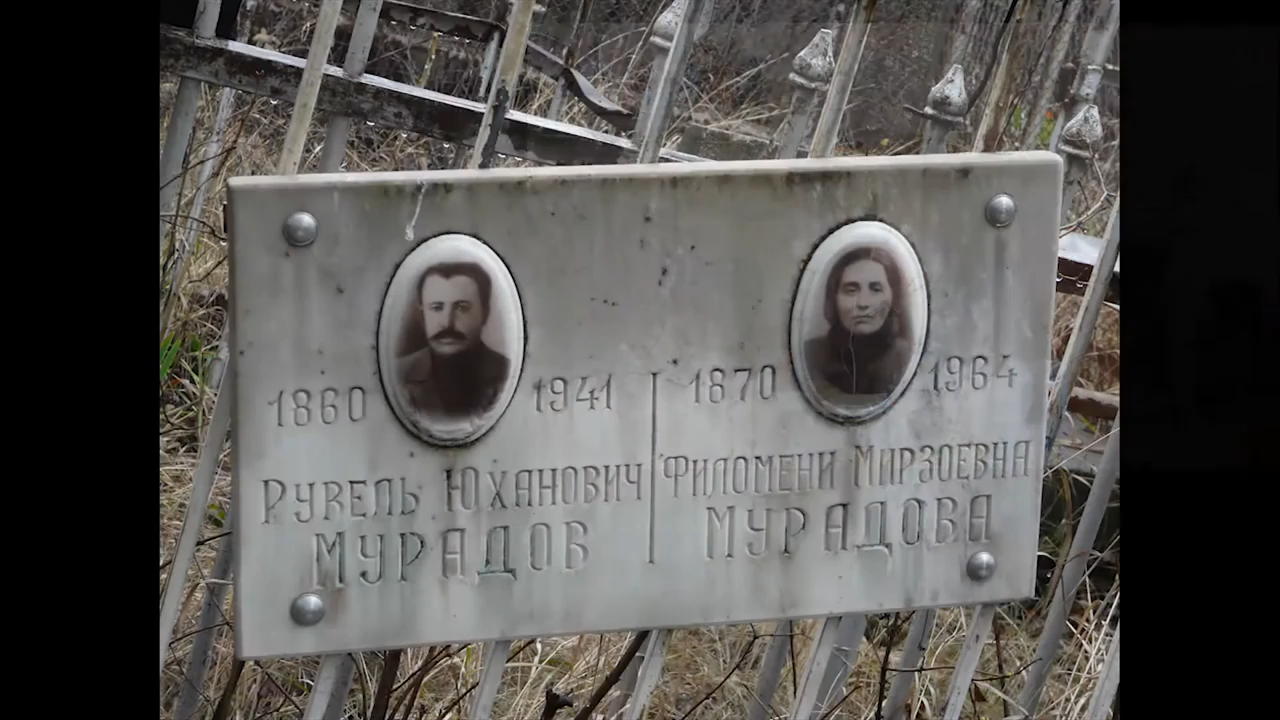 1860 1941
Рувель Юханович
Мурадов
1870 1964
Филомени Мирзоевна
Мурадова